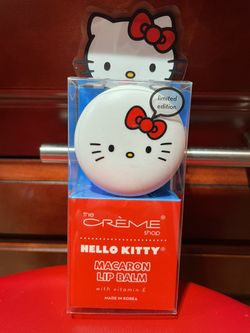 limited
edition
the
CRÈME
shop
HELLO KITTY®
MACARON
LIP BALM
with vitamin E
MADE IN KOREA